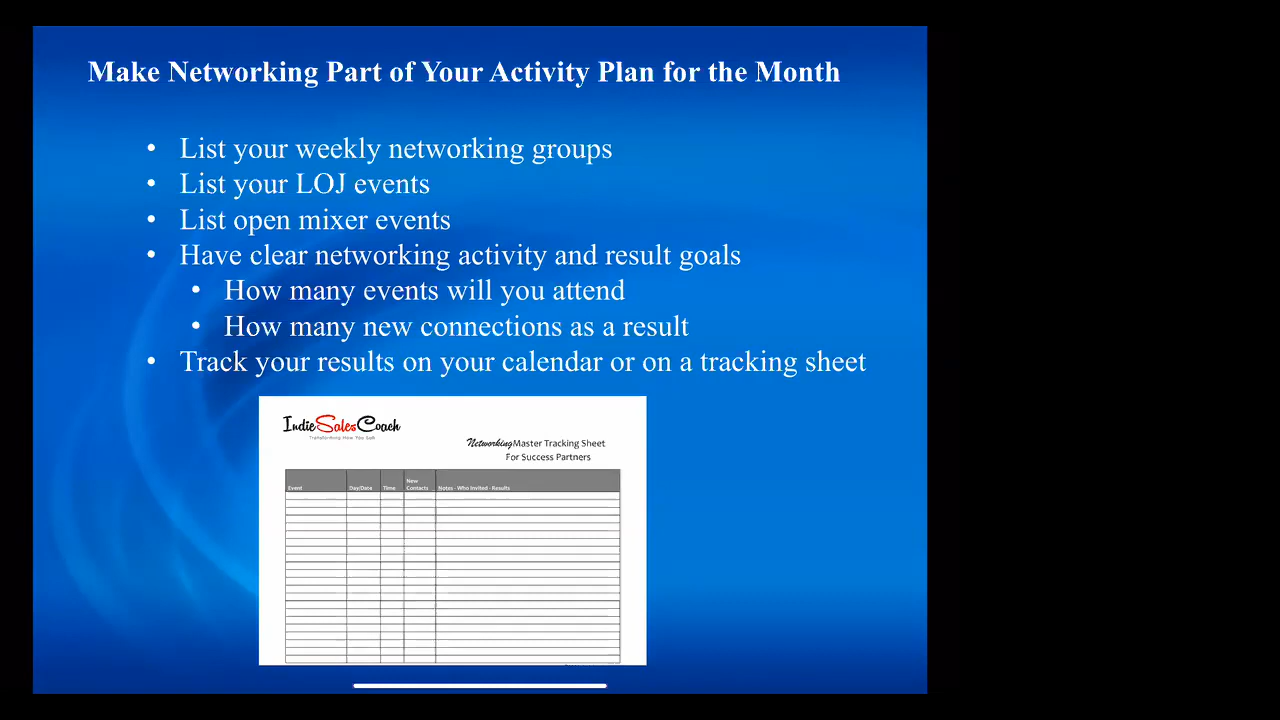 Make Networking Part of Your Activity Plan for the Month
• List your weekly networking groups
• List your LOJ events
• List open mixer events
• Have clear networking activity and result goals
• How many events will you attend
• How many new connections as a result
• Track your results on your calendar or on a tracking sheet
IndieSalesCoach
Transforming How You Sell
Networking Master Tracking Sheet
For Success Partners
Event Day/Date Time New Contacts Notes - Who Invited - Results